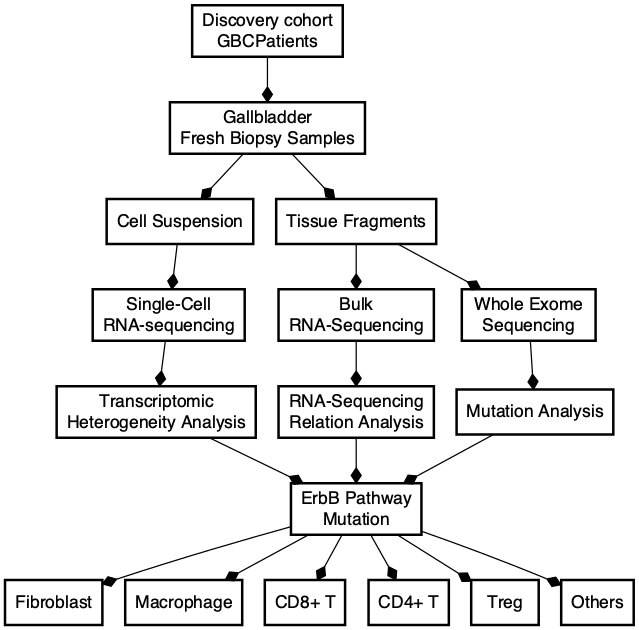 Discovery cohort
GBCPatients
Gallbladder
Fresh Biopsy Samples
Cell Suspension
Tissue Fragments
Single-Cell
RNA-sequencing
Bulk
RNA-Sequencing
Whole Exome
Sequencing
Transcriptomic
Heterogeneity Analysis
RNA-Sequencing
Relation Analysis
Mutation Analysis
ErbB Pathway
Mutation
Fibroblast
Macrophage
CD8+ T
CD4+ T
Treg
Others